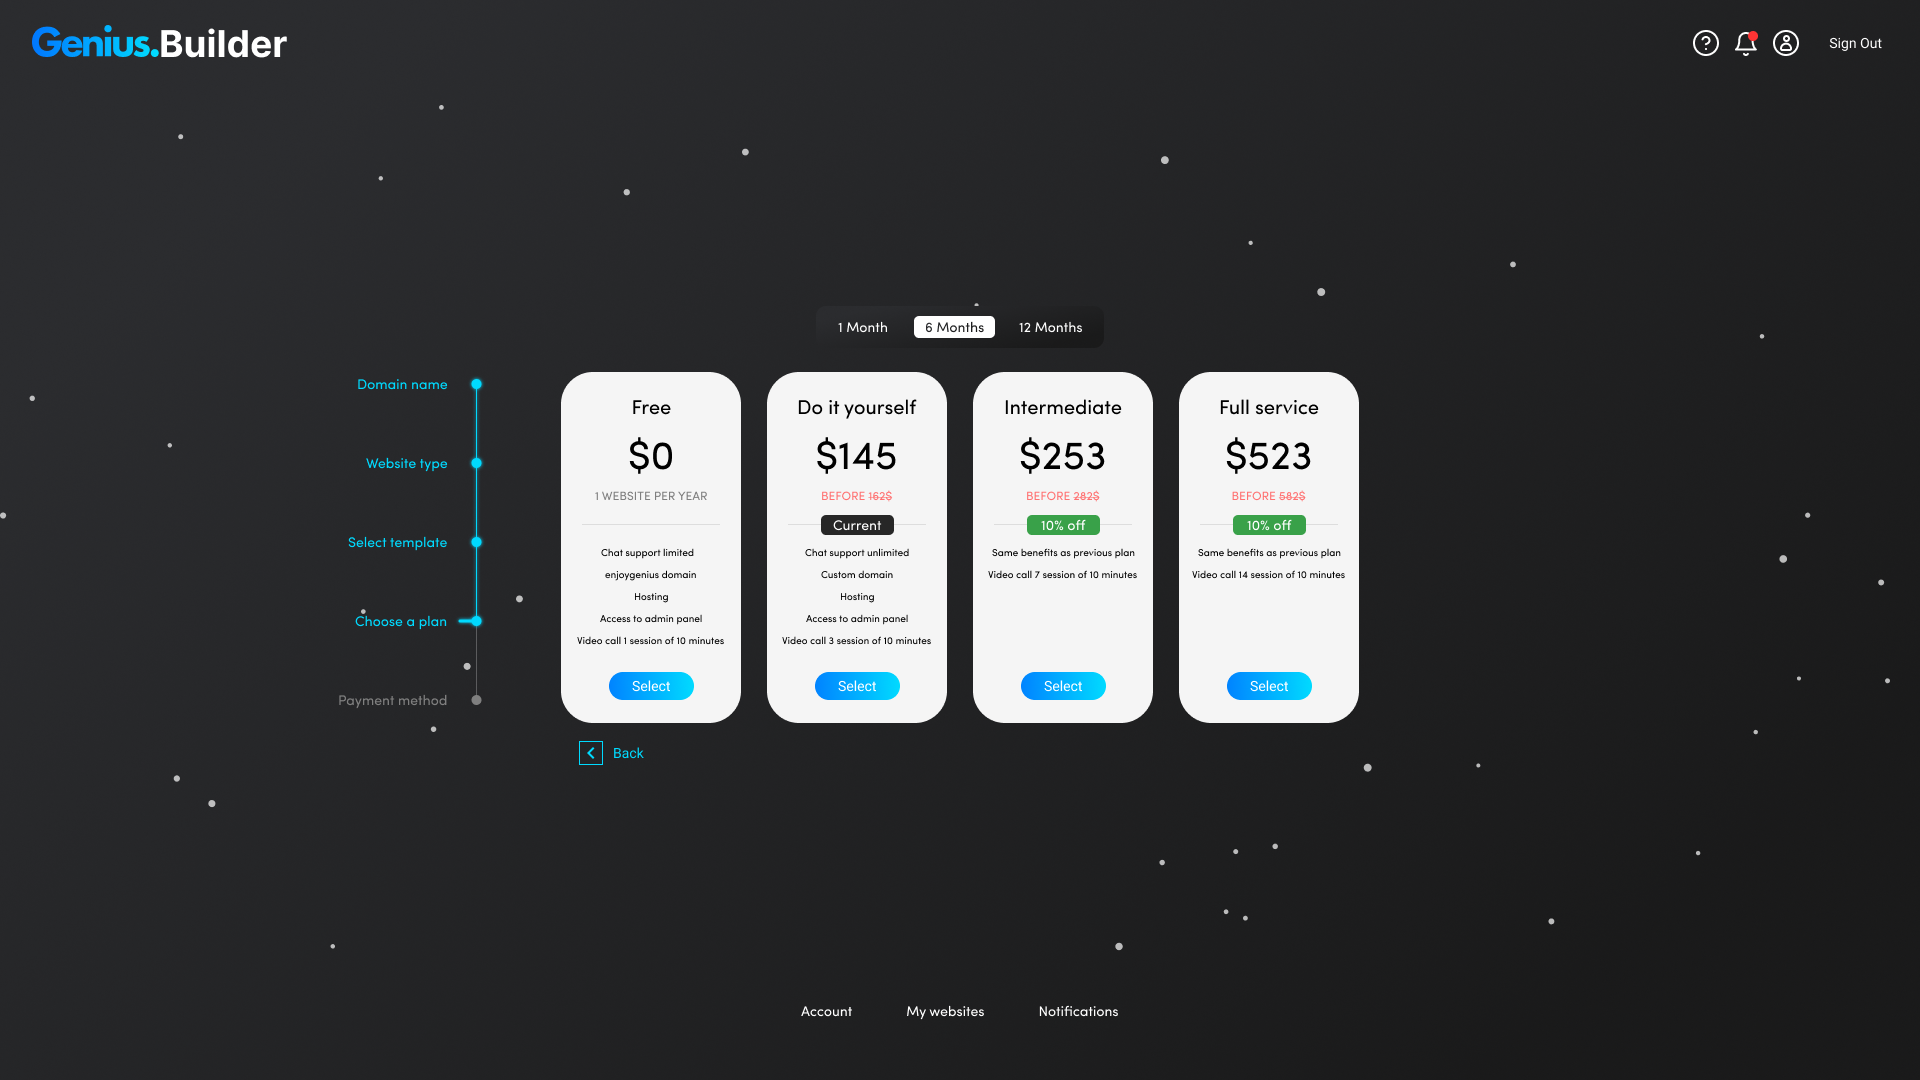 Genius.Builder
Sign Out
1 Month
6 Months
12 Months
Domain name
Website type
Select template
Choose a plan
Payment method
Free
$0
1 WEBSITE PER YEAR
Chat support limited
enjoygenius domain
Hosting
Access to admin panel
Video call 1 session of 10 minutes
Select
Do it yourself
$145
BEFORE 162$
Current
Chat support unlimited
Custom domain
Hosting
Access to admin panel
Video call 3 session of 10 minutes
Select
Intermediate
$253
BEFORE 282$
10% off
Same benefits as previous plan
Video call 7 session of 10 minutes
Select
Full service
$523
BEFORE 582$
10% off
Same benefits as previous plan
Video call 14 session of 10 minutes
Select
Back
Account
My websites
Notifications